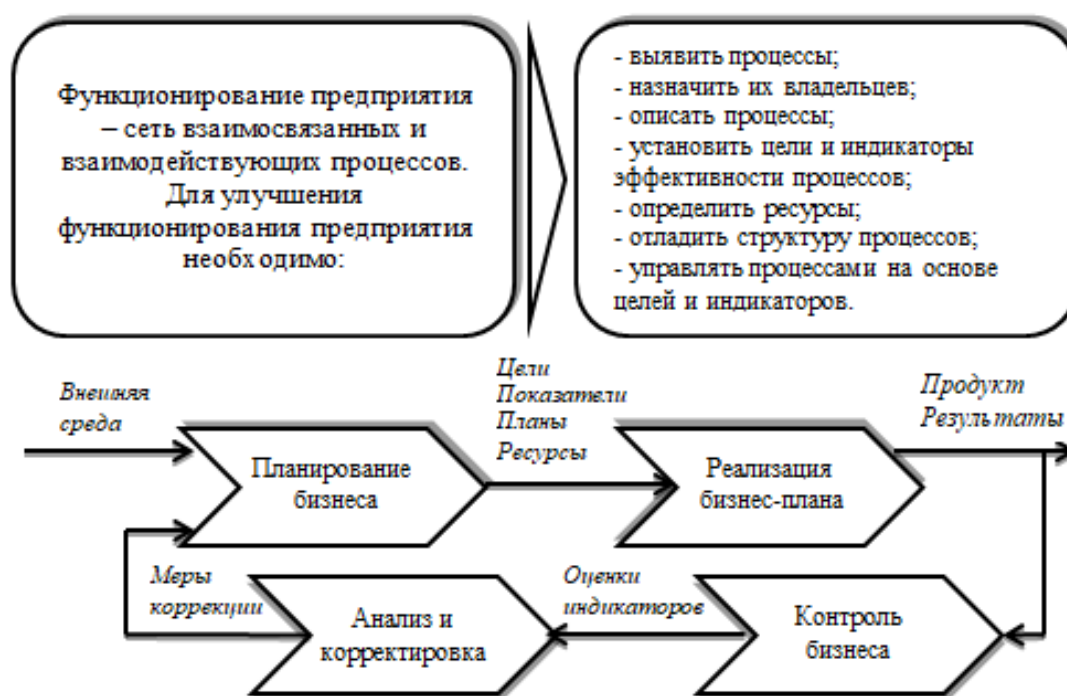 Функционирование предприятия
– сеть взаимосвязанных и
взаимодействующих процессов.
Для улучшения
функционирования предприятия
необходимо:
- выявить процессы;
- назначить их владельцев;
- описать процессы;
- установить цели и индикаторы
эффективности процессов;
- определить ресурсы;
- отладить структуру процессов;
- управлять процессами на основе
целей и индикаторов.
Внешняя
среда
Цели
Показатели
Планы
Ресурсы
Продукт
Результаты
Планирование
бизнеса
Реализация
бизнес-плана
Меры
коррекции
Анализ и
корректировка
Оценки
индикаторов
Контроль
бизнеса